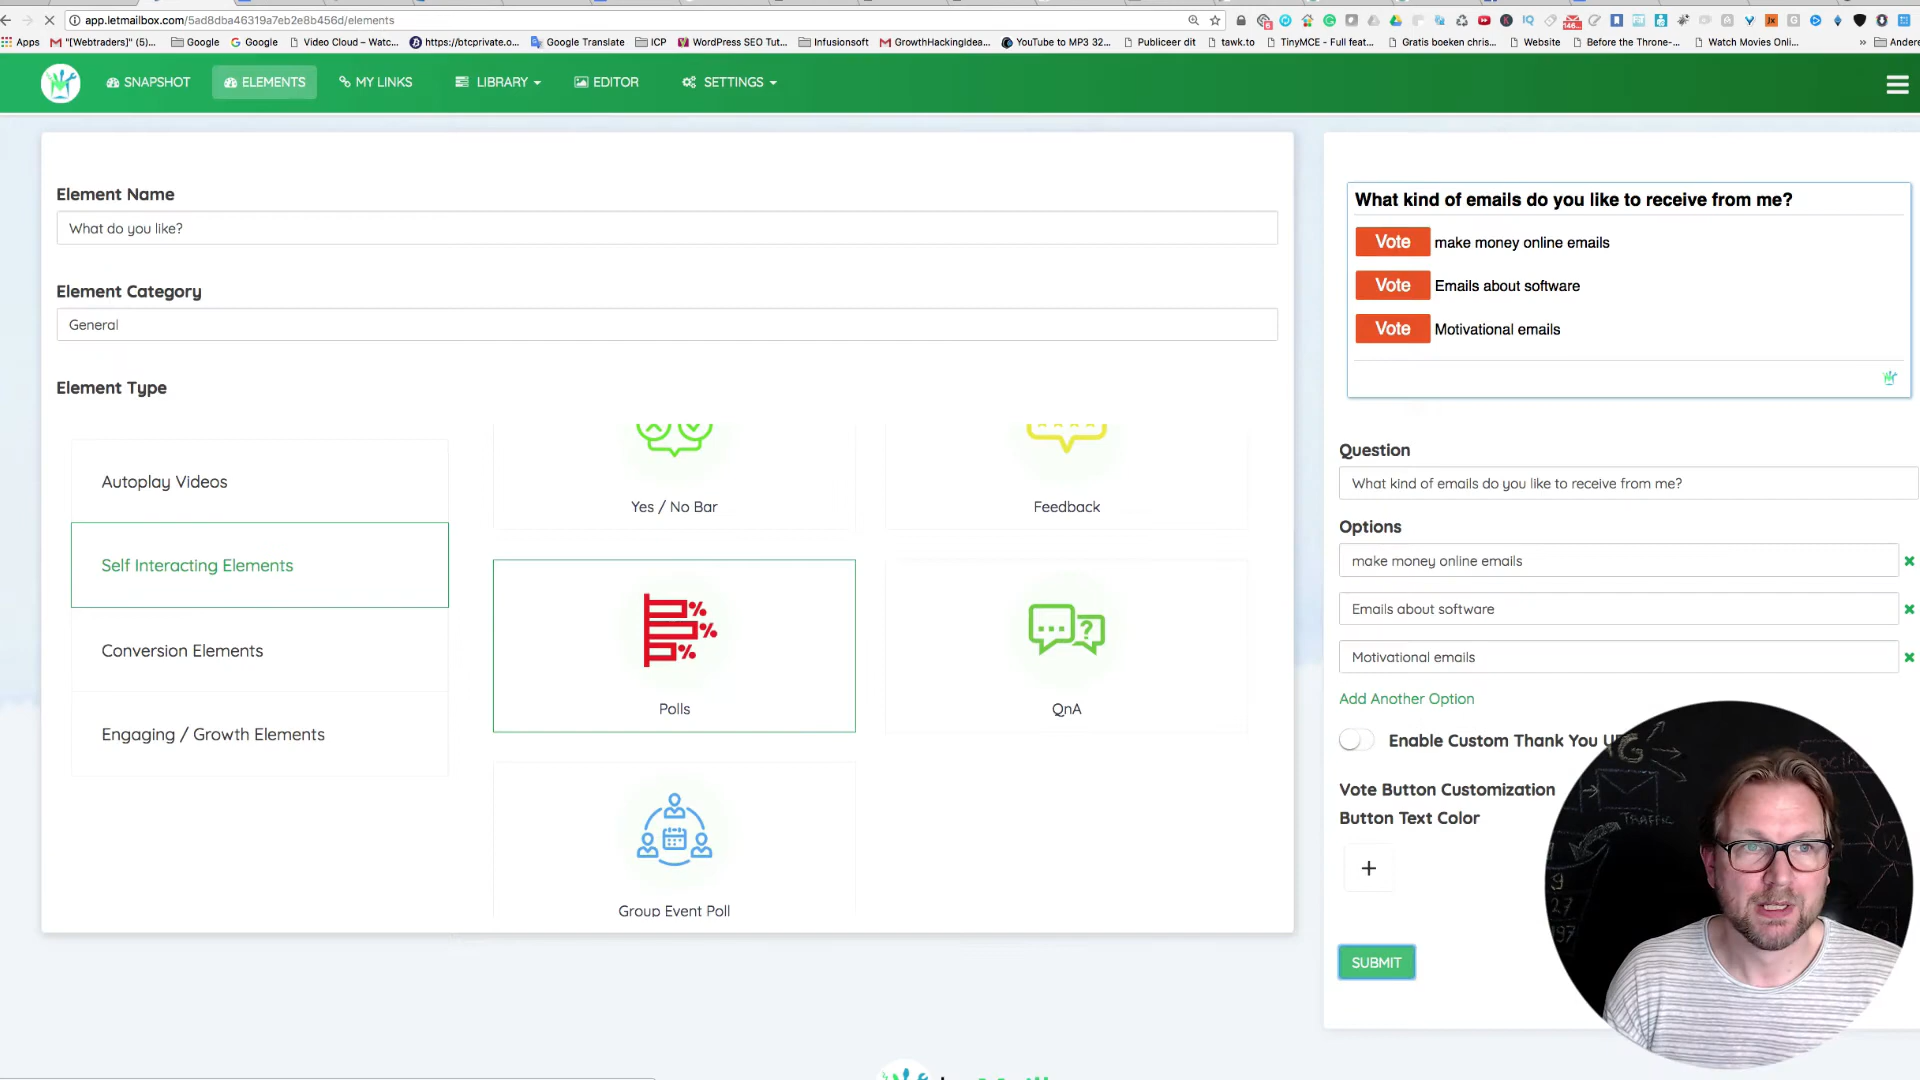 app.letmailbox.com/5ad8dba46319a7eb2e8b456d/elements
Apps
"[Webtraders]" (5)...
Google
Google
Video Cloud – Watc...
https://btcprivate.o...
Google Translate
ICP
WordPress SEO Tut...
Infusionsoft
GrowthHackingIdea...
YouTube to MP3 32...
Publiceer dit
tawk.to
TinyMCE - Full feat...
Gratis boeken chris...
Website
Before the Throne-...
Watch Movies Onli...
»
Andere
SNAPSHOT
ELEMENTS
MY LINKS
LIBRARY
EDITOR
SETTINGS
Element Name
What do you like?
Element Category
General
Element Type
Autoplay Videos
Self Interacting Elements
Conversion Elements
Engaging / Growth Elements
Yes / No Bar
Feedback
Polls
QnA
Group Event Poll
What kind of emails do you like to receive from me?
Vote make money online emails
Vote Emails about software
Vote Motivational emails
Question
What kind of emails do you like to receive from me?
Options
make money online emails
Emails about software
Motivational emails
Add Another Option
Enable Custom Thank You U
Vote Button Customization
Button Text Color
+
SUBMIT
TRAFFIC